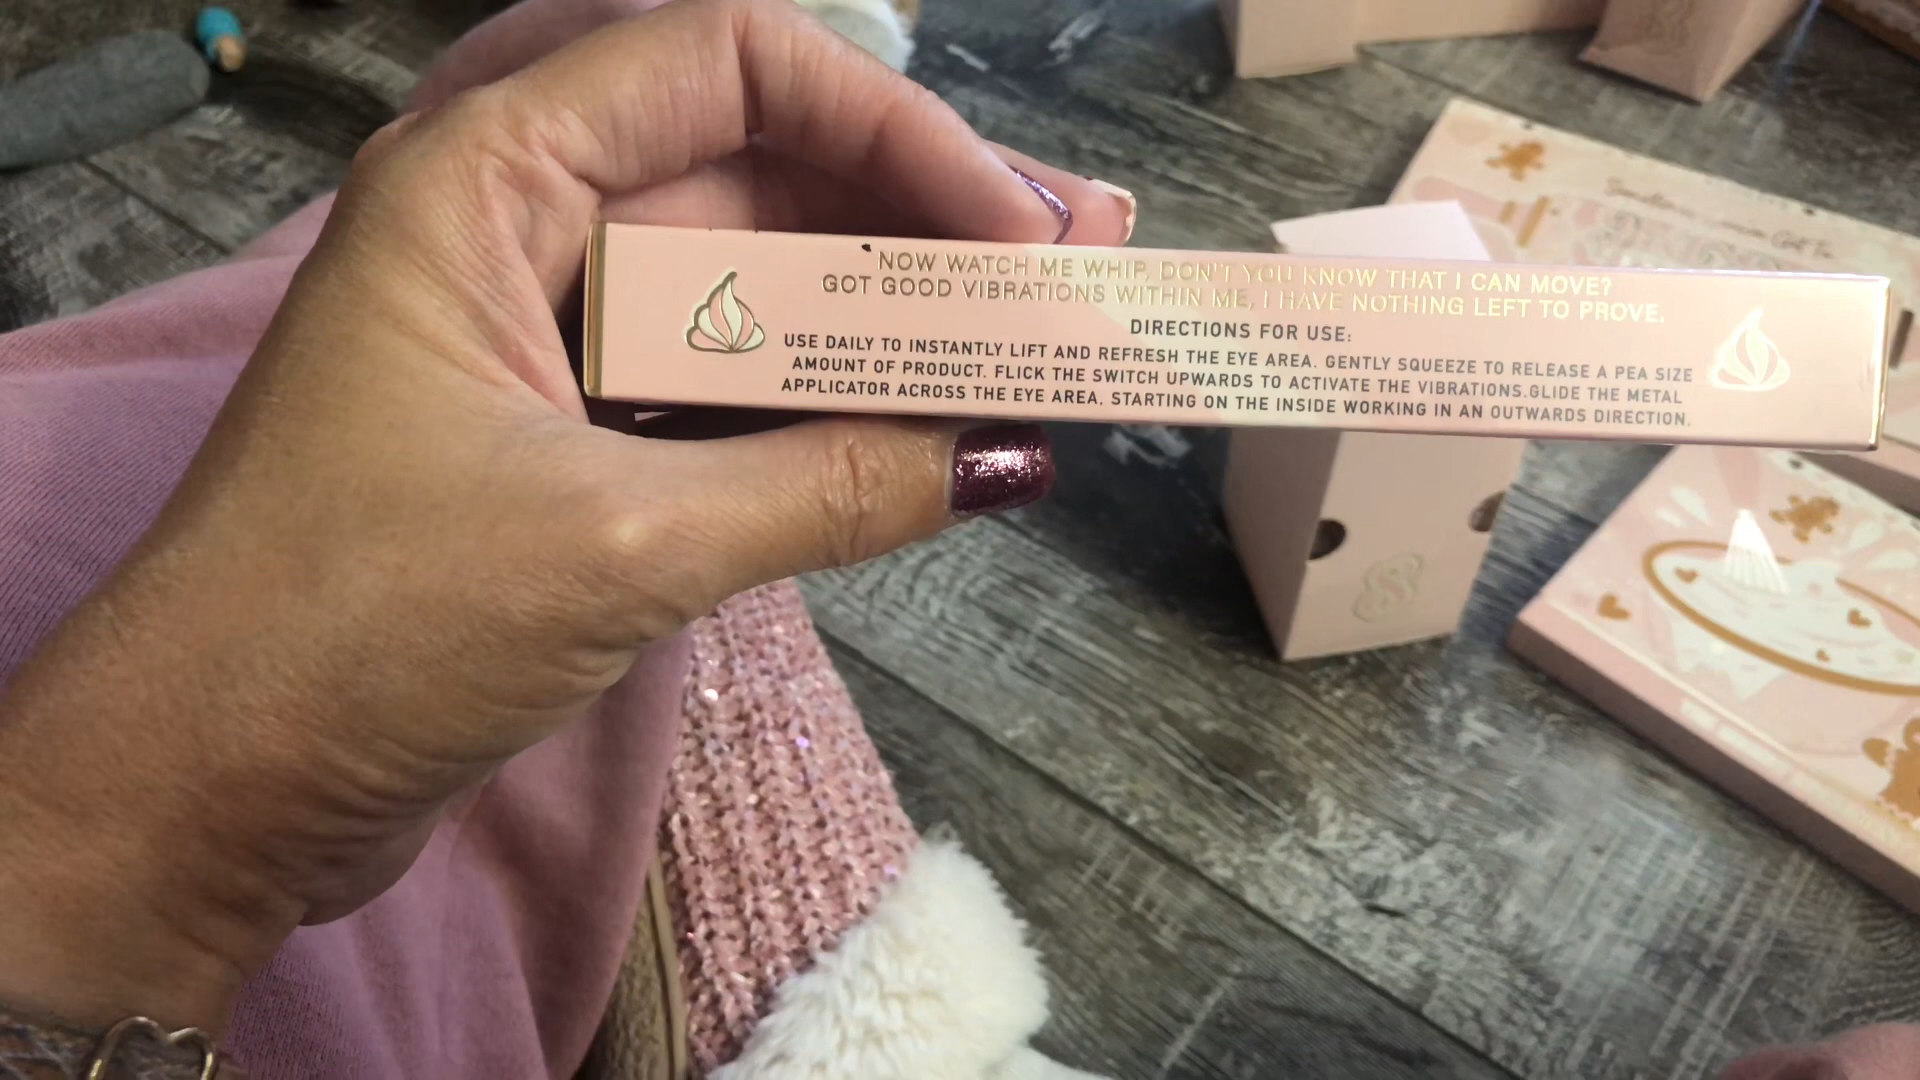 NOW WATCH ME WHIP, DON'T YOU KNOW THAT I CAN MOVE?
GOT GOOD VIBRATIONS WITHIN ME, I HAVE NOTHING LEFT TO PROVE.
DIRECTIONS FOR USE:
USE DAILY TO INSTANTLY LIFT AND REFRESH THE EYE AREA. GENTLY SQUEEZE TO RELEASE A PEA SIZE
AMOUNT OF PRODUCT. FLICK THE SWITCH UPWARDS TO ACTIVATE THE VIBRATIONS.GLIDE THE METAL
APPLICATOR ACROSS THE EYE AREA, STARTING ON THE INSIDE WORKING IN AN OUTWARDS DIRECTION.